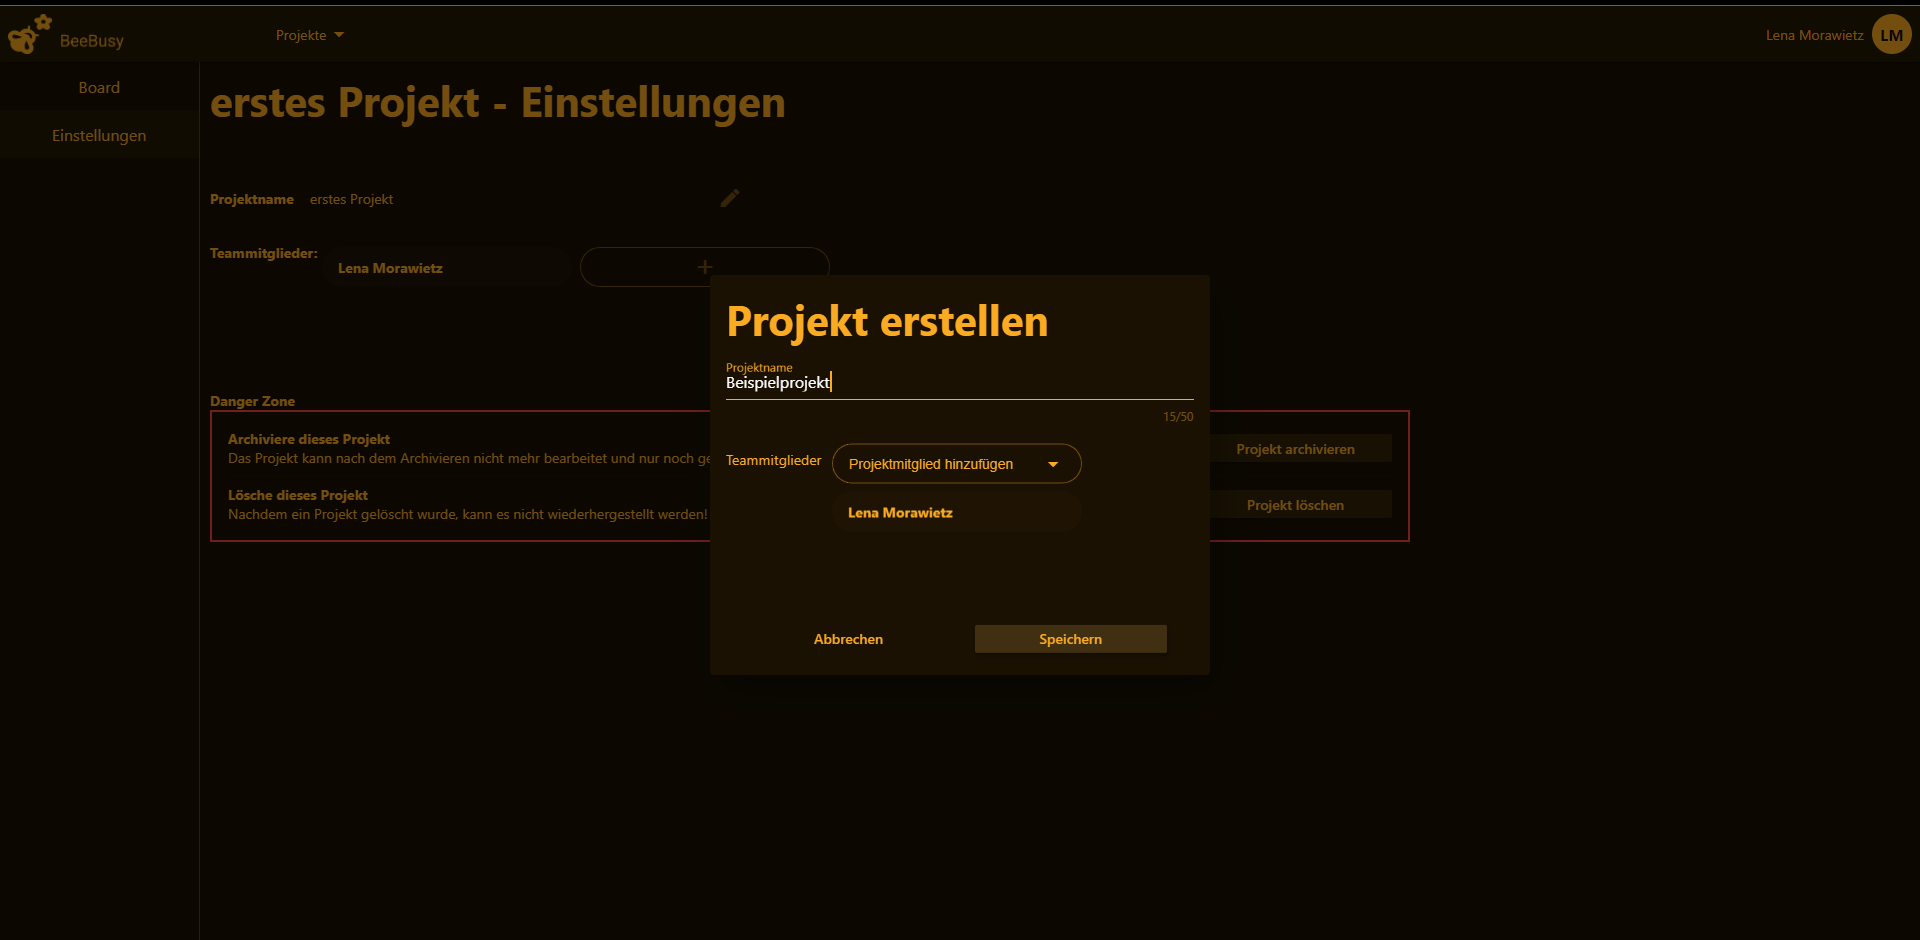 BeeBusy
Projekte
Lena Morawietz
LM
Board
Einstellungen
erstes Projekt - Einstellungen
Projektname
erstes Projekt
Teammitglieder:
Lena Morawietz
+
Danger Zone
Archiviere dieses Projekt
Das Projekt kann nach dem Archivieren nicht mehr bearbeitet und nur noch ge
Projekt archivieren
Lösche dieses Projekt
Nachdem ein Projekt gelöscht wurde, kann es nicht wiederhergestellt werden!
Projekt löschen
Projekt erstellen
Projektname
Beispielprojekt
15/50
Teammitglieder
Projektmitglied hinzufügen
Lena Morawietz
Abbrechen
Speichern